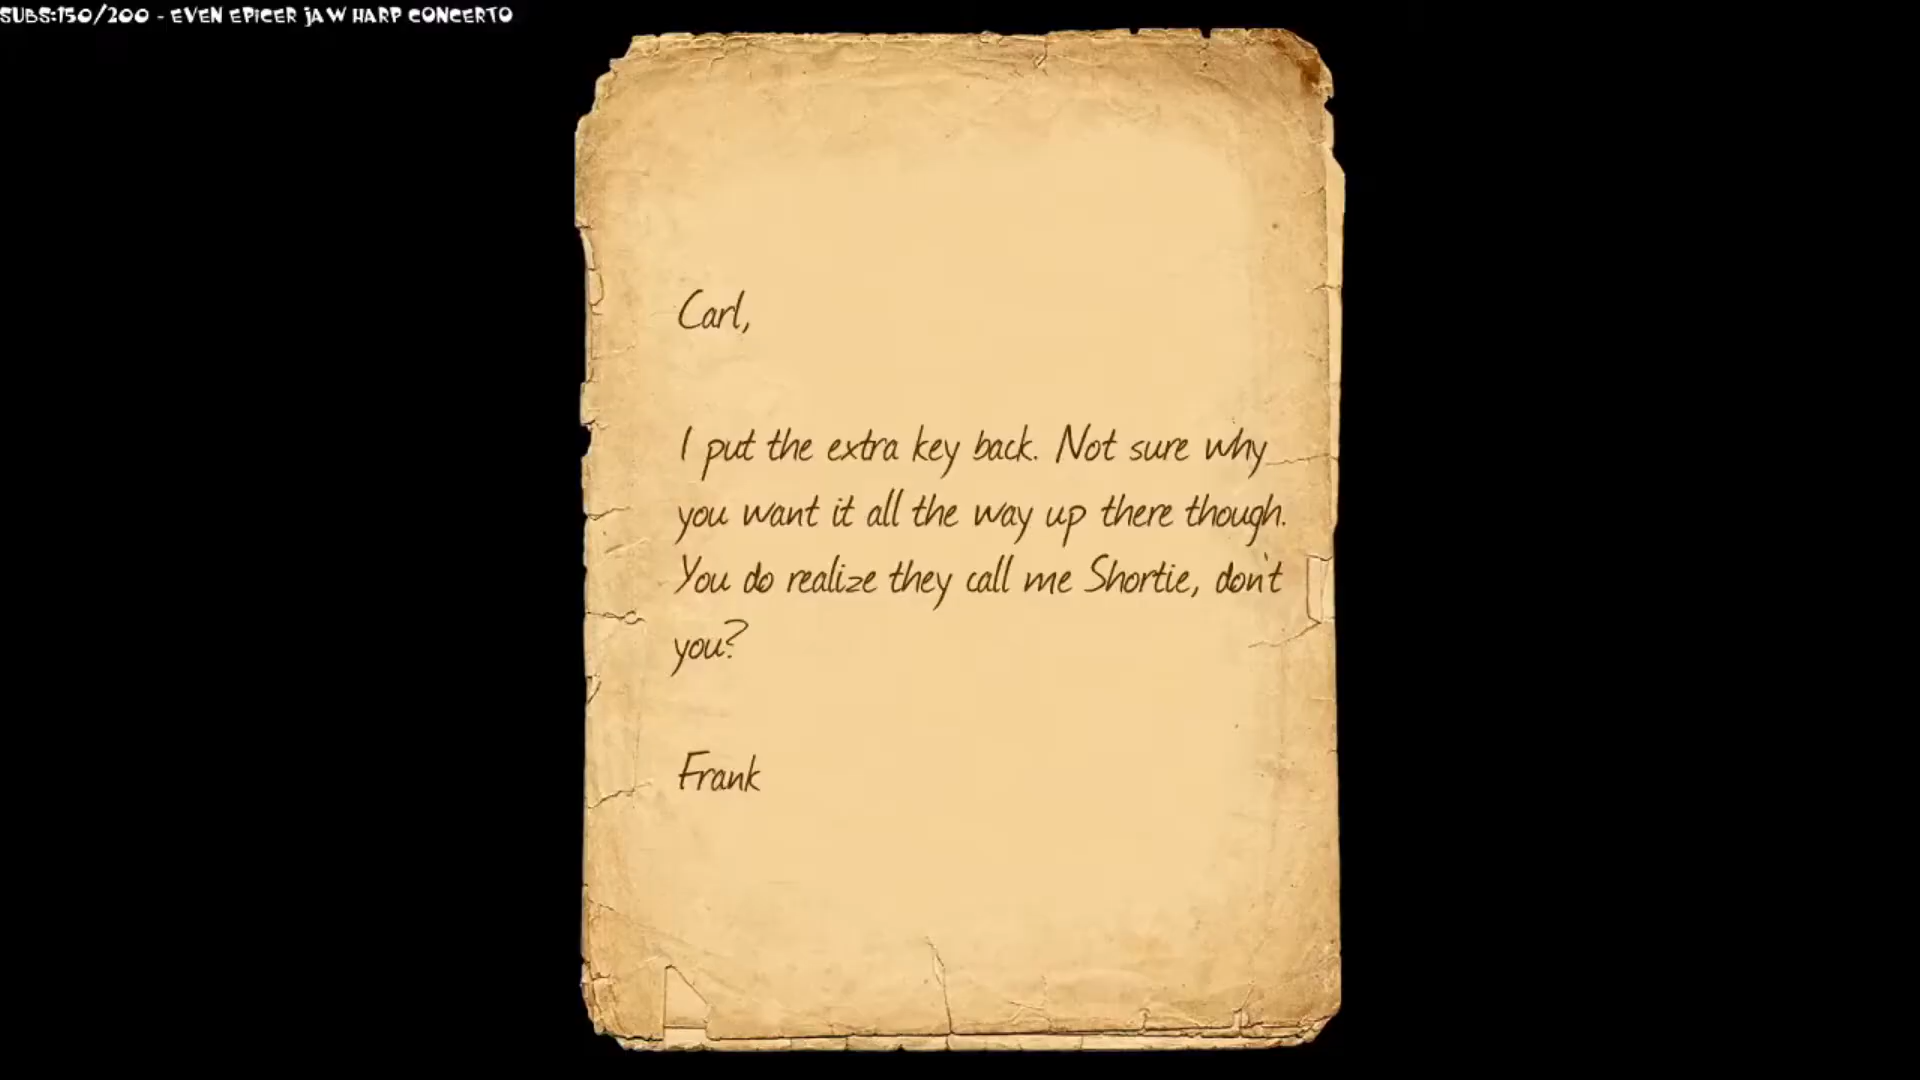 SUBS:150/200 - EVEN EPICER JAW HARP CONCERTO
Carl,
I put the extra key back. Not sure why
you want it all the way up there though.
You do realize they call me Shortie, don't
you?
Frank